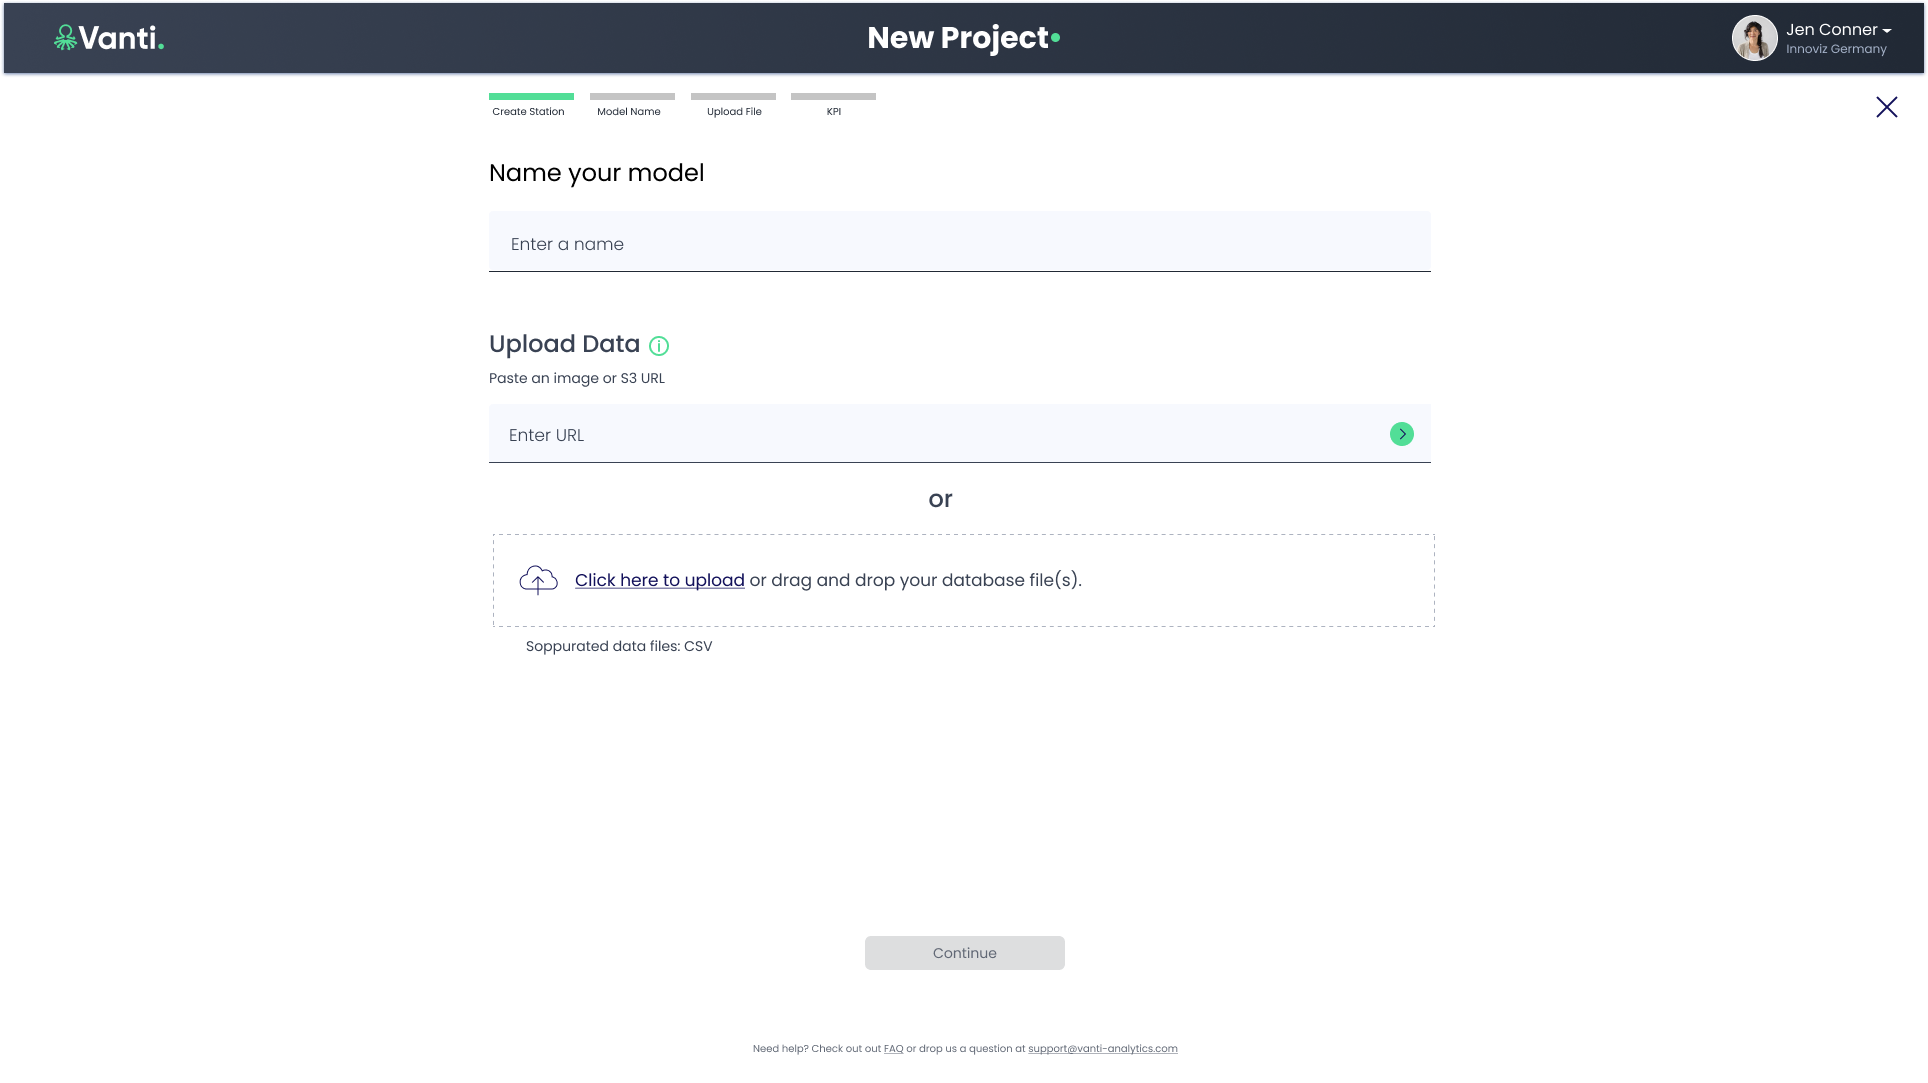 Vanti.
New Project
Jen Conner
Innoviz Germany
Create Station
Model Name
Upload File
KPI
Name your model
Enter a name
Upload Data
Paste an image or S3 URL
Enter URL
or
Click here to upload or drag and drop your database file(s).
Soppurated data files: CSV
Continue
Need help? Check out out FAQ or drop us a question at support@vanti-analytics.com